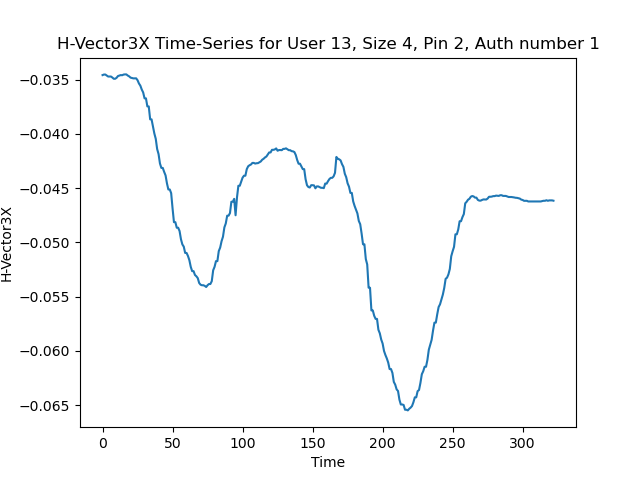 H-Vector3X Time-Series for User 13, Size 4, Pin 2, Auth number 1
−0.035
−0.040
−0.045
−0.050
−0.055
−0.060
−0.065
H-Vector3X
0 50 100 150 200 250 300
Time